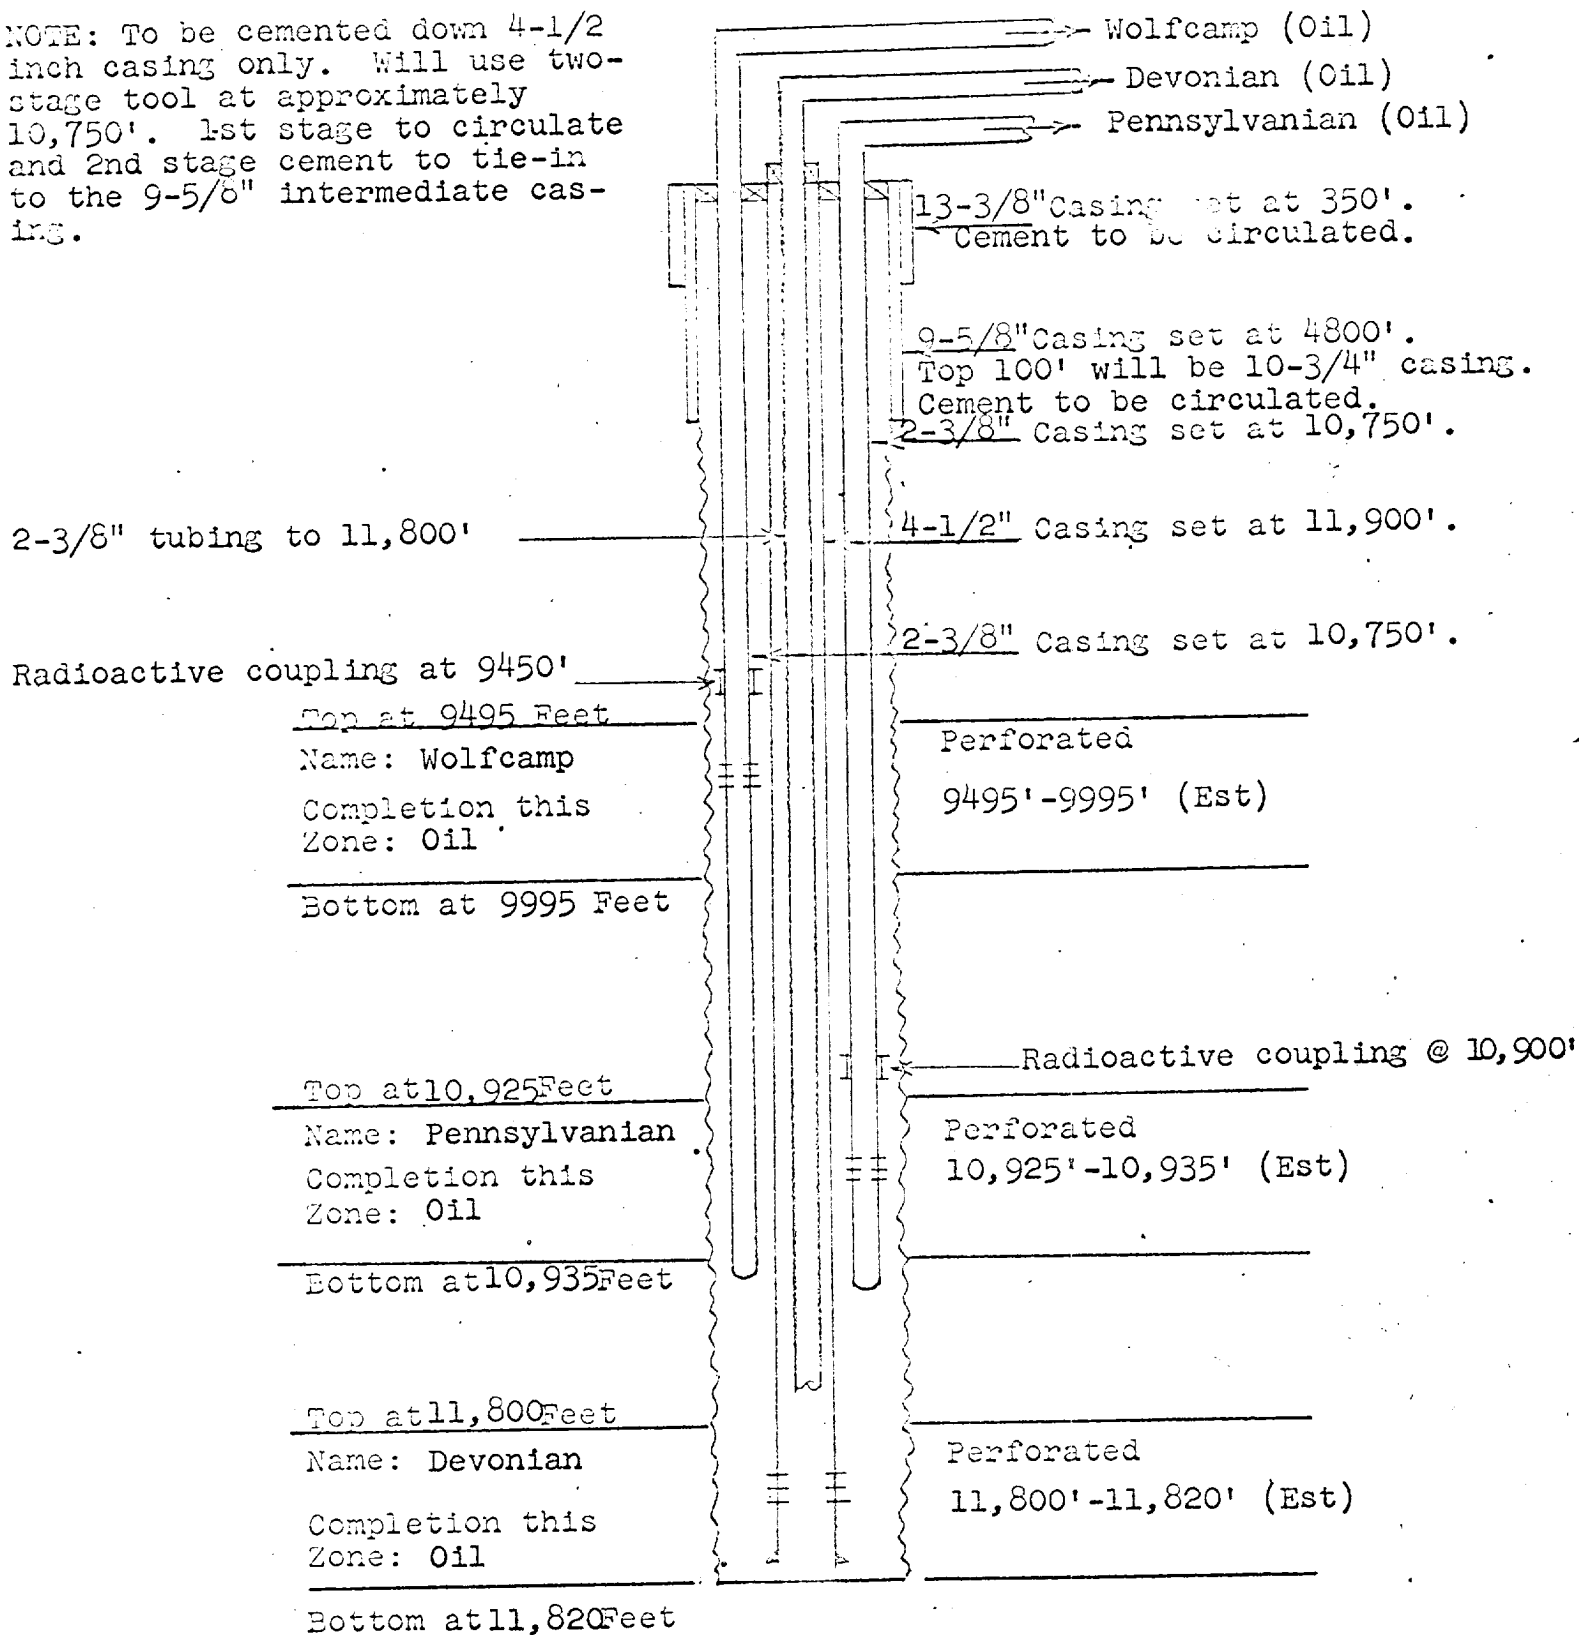 NOTE: To be cemented down 4-1/2
inch casing only. Will use two-
stage tool at approximately
10,750'. 1st stage to circulate
and 2nd stage cement to tie-in
to the 9-5/8" intermediate cas-
ing.
Wolfcamp (Oil)
Devonian (Oil)
Pennsylvanian (Oil)
13-3/8" Casing set at 350'.
Cement to be circulated.
9-5/8" Casing set at 4800'.
Top 100' will be 10-3/4" casing.
Cement to be circulated.
2-3/8" Casing set at 10,750'.
2-3/8" tubing to 11,800'
4-1/2" Casing set at 11,900'.
2-3/8" Casing set at 10,750'.
Radioactive coupling at 9450'
Top at 9495 Feet
Name: Wolfcamp
Perforated
9495'-9995' (Est)
Completion this
Zone: Oil
Bottom at 9995 Feet
Radioactive coupling @ 10,900'
Top at 10,925 Feet
Name: Pennsylvanian
Perforated
10,925'-10,935' (Est)
Completion this
Zone: Oil
Bottom at 10,935 Feet
Top at 11,800 Feet
Name: Devonian
Perforated
11,800'-11,820' (Est)
Completion this
Zone: Oil
Bottom at 11,820 Feet